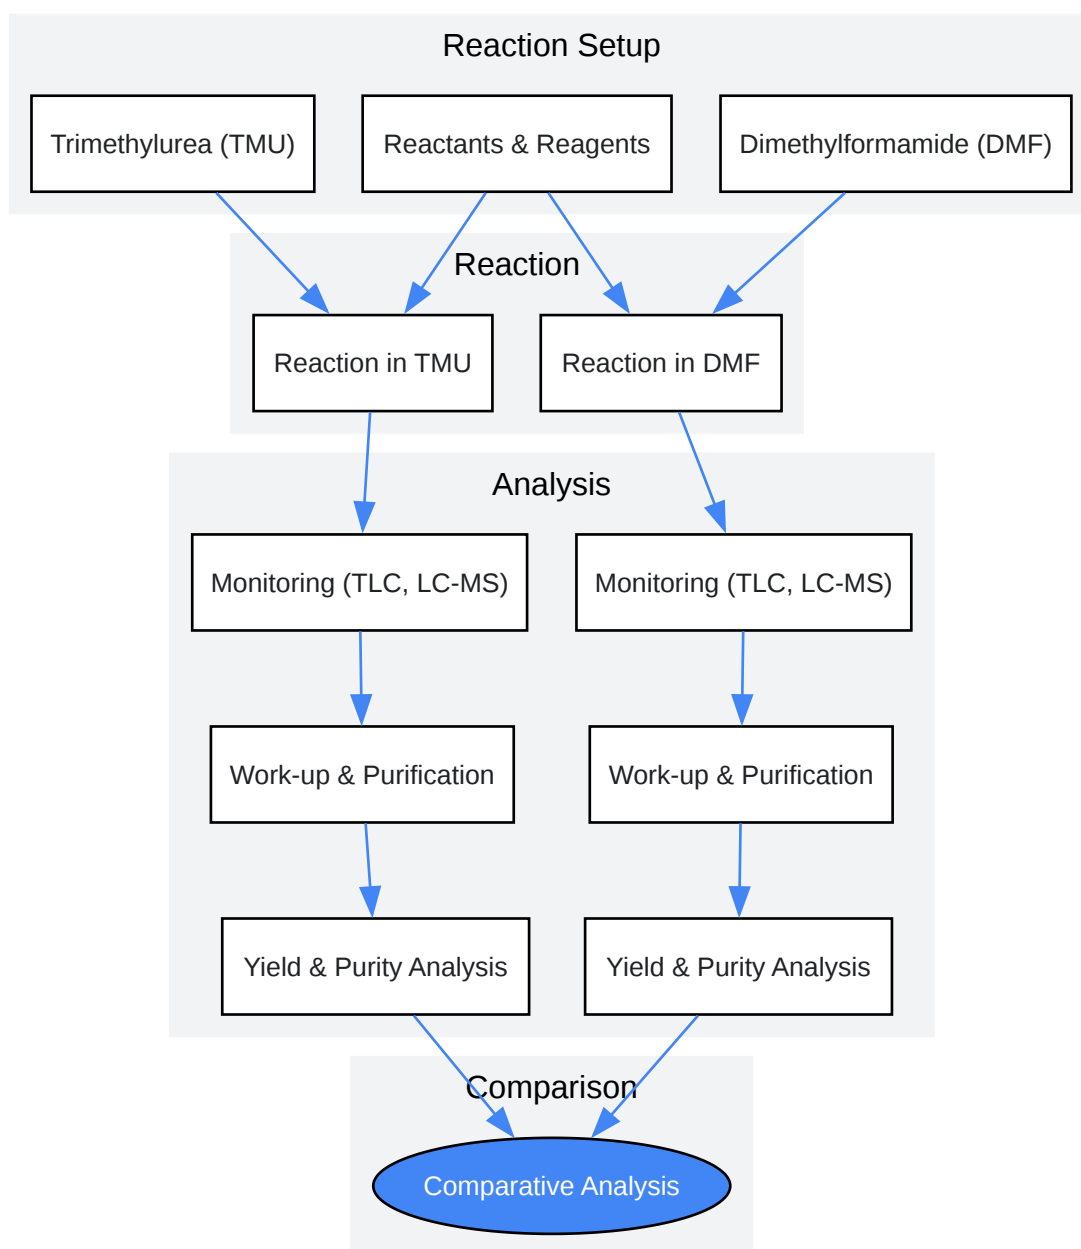 Reaction Setup
Trimethylurea (TMU)
Reactants & Reagents
Dimethylformamide (DMF)
Reaction
Reaction in TMU
Reaction in DMF
Analysis
Monitoring (TLC, LC-MS)
Monitoring (TLC, LC-MS)
Work-up & Purification
Work-up & Purification
Yield & Purity Analysis
Yield & Purity Analysis
Comparison
Comparative Analysis